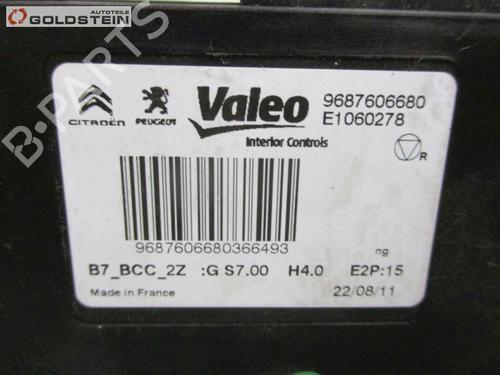 Autoteile
GOLDSTEIN
B-PARTS
CITROËN PEUGEOT Valeo 9687606680
E1060278
Interior Controls
R
9687606680366493
ng
B7_BCC_2Z :G S7.00 H4.0 E2P:15
Made in France 22/08/11